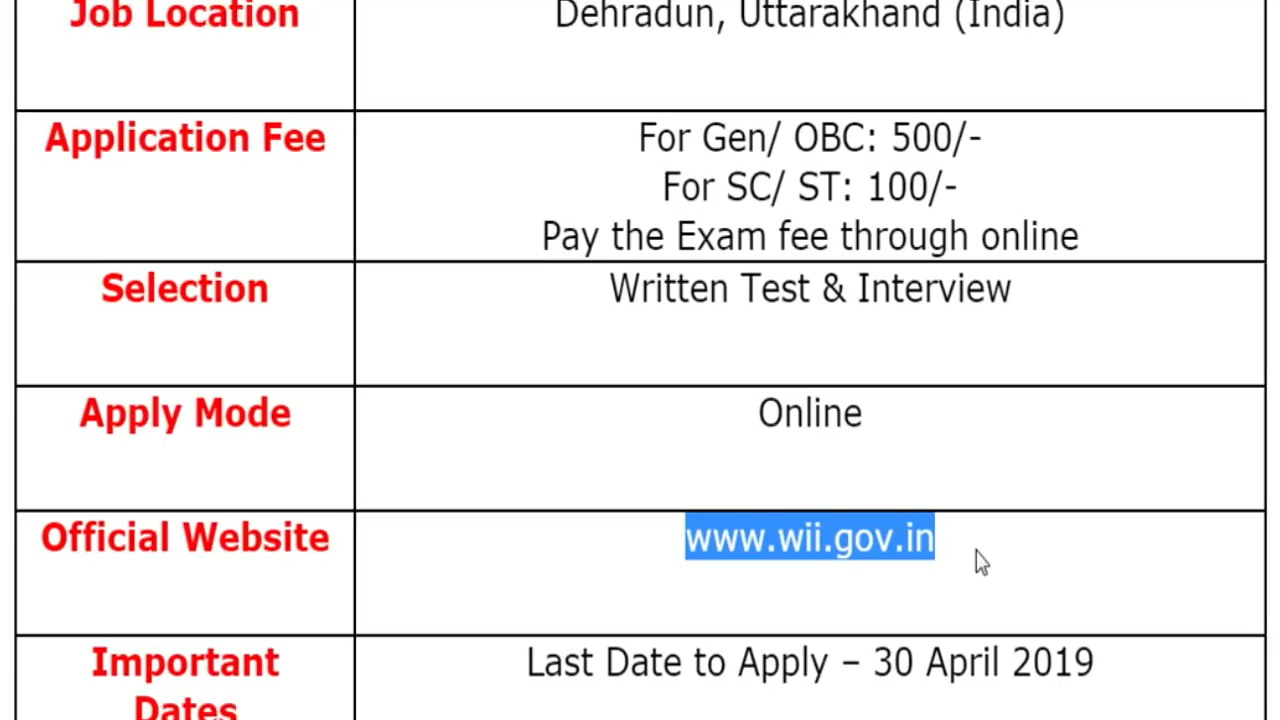 Job Location
Dehradun, Uttarakhand (India)
Application Fee
For Gen/ OBC: 500/-
For SC/ ST: 100/-
Pay the Exam fee through online
Selection
Written Test & Interview
Apply Mode
Online
Official Website
www.wii.gov.in
Important
Dates
Last Date to Apply – 30 April 2019